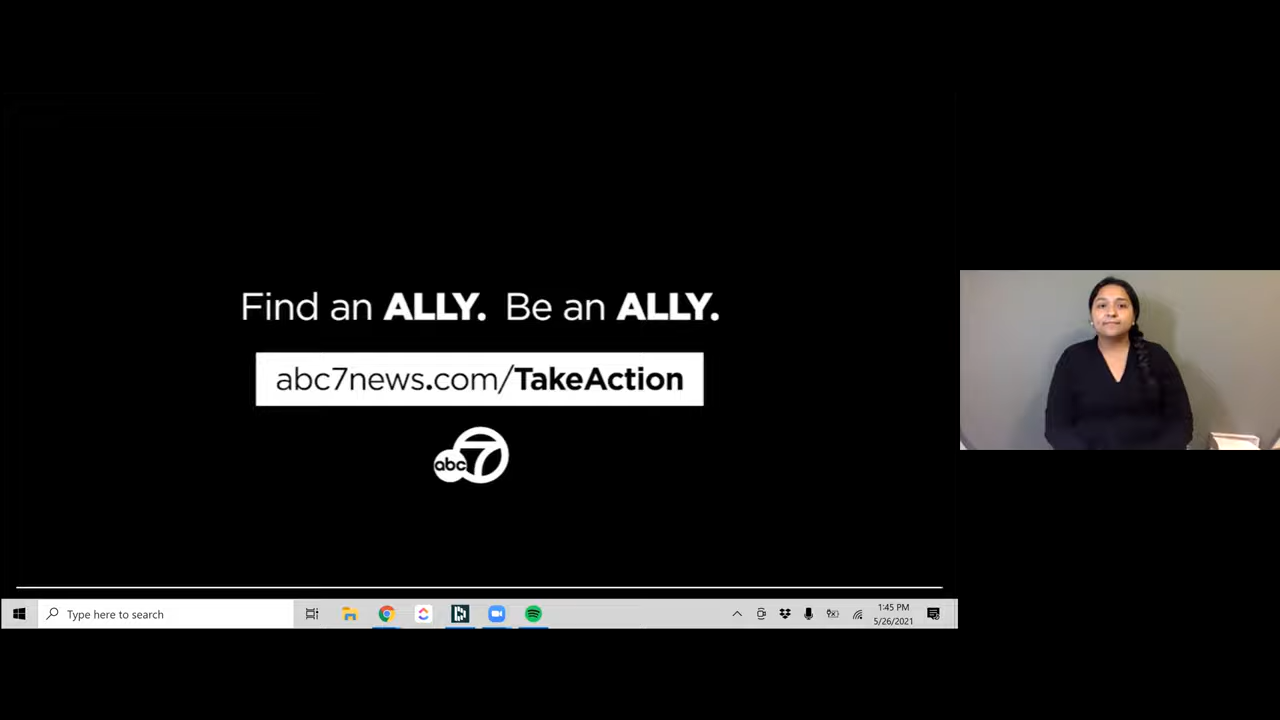 Find an ALLY. Be an ALLY.
abc7news.com/TakeAction
abc7
Type here to search
1:45 PM
5/26/2021